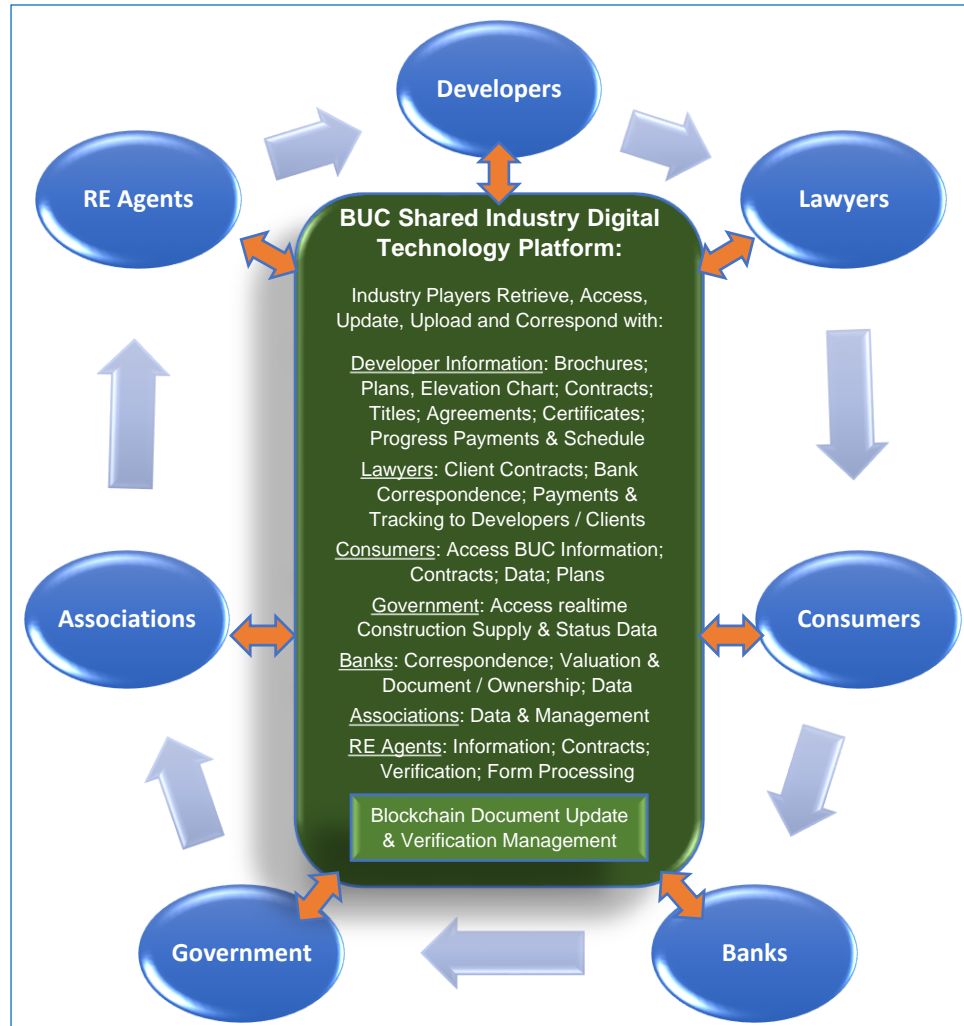 Developers
RE Agents
Lawyers
BUC Shared Industry Digital
Technology Platform:
Industry Players Retrieve, Access,
Update, Upload and Correspond with:
Developer Information: Brochures;
Plans, Elevation Chart; Contracts;
Titles; Agreements; Certificates;
Progress Payments & Schedule
Lawyers: Client Contracts; Bank
Correspondence; Payments &
Tracking to Developers / Clients
Consumers: Access BUC Information;
Contracts; Data; Plans
Government: Access realtime
Construction Supply & Status Data
Banks: Correspondence; Valuation &
Document / Ownership; Data
Associations: Data & Management
RE Agents: Information; Contracts;
Verification; Form Processing
Blockchain Document Update
& Verification Management
Associations
Consumers
Government
Banks